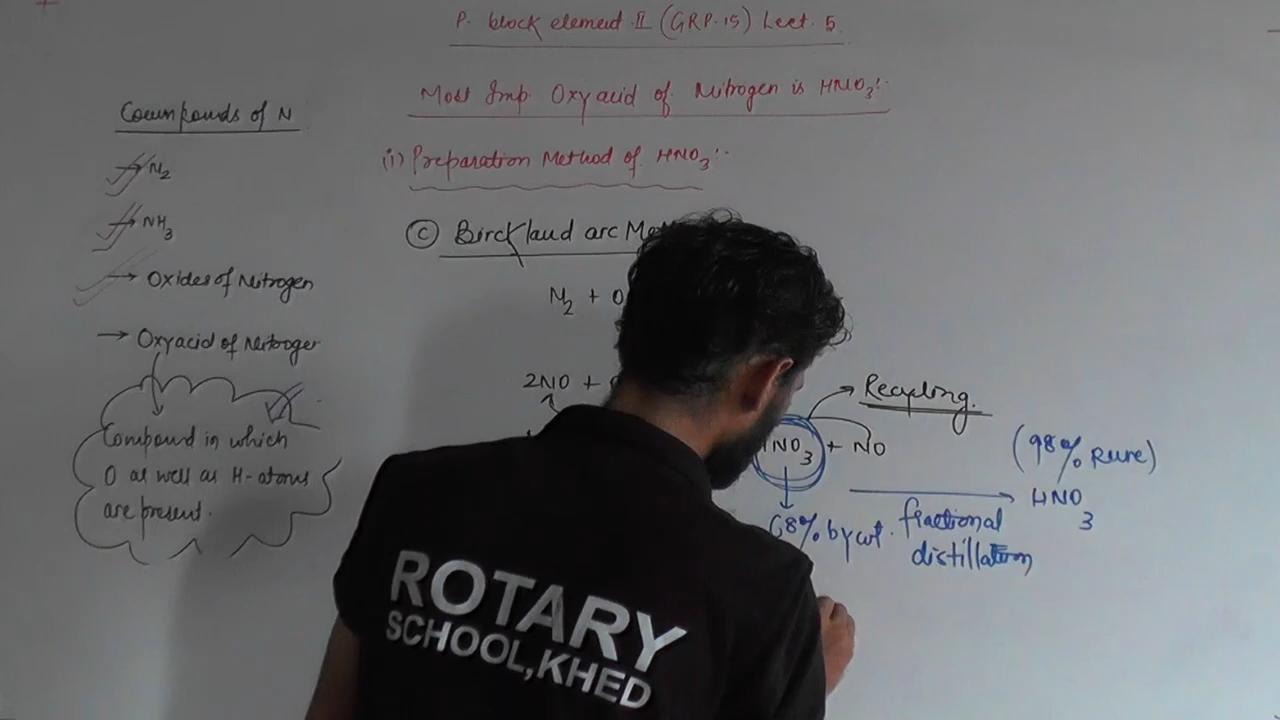 P. block element II (GRP.15) Lect. 5.
Most Imp. Oxyacid of Nitrogen is HNO3:-
Compounds of N
→ N2
→ NH3
→ Oxides of Nitrogen
→ Oxyacid of Nitrogen
Compound in which
O as well as H-atoms
are present.
(i) Preparation Method of HNO3:-
(C) Birckland arc
N2 + O
2NO +
Recycling.
HNO3 + NO
68% by wt.
fractional
distillation
(98% Pure)
HNO3
ROTARY
SCHOOL,KHED